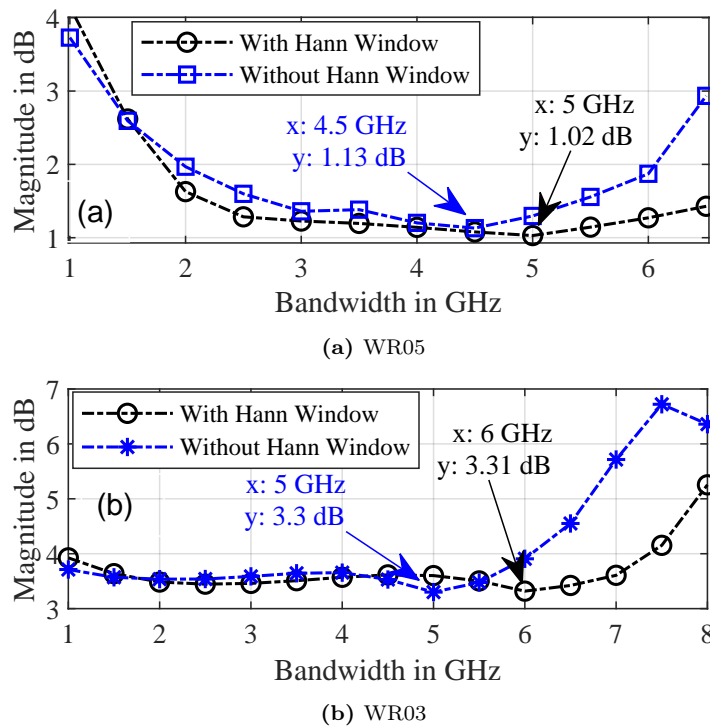 4
With Hann Window
Without Hann Window
3
x: 4.5 GHz
y: 1.13 dB
x: 5 GHz
y: 1.02 dB
2
1
(a)
Magnitude in dB
1 2 3 4 5 6
Bandwidth in GHz
(a) WR05
7
With Hann Window
Without Hann Window
6
x: 6 GHz
y: 3.31 dB
5
x: 5 GHz
y: 3.3 dB
(b)
4
3
2
Magnitude in dB
1 2 3 4 5 6 7 8
Bandwidth in GHz
(b) WR03